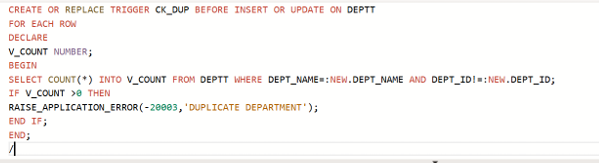 CREATE OR REPLACE TRIGGER CK_DUP BEFORE INSERT OR UPDATE ON DEPTT
FOR EACH ROW
DECLARE
V_COUNT NUMBER;
BEGIN
SELECT COUNT(*) INTO V_COUNT FROM DEPTT WHERE DEPT_NAME=:NEW.DEPT_NAME AND DEPT_ID!=:NEW.DEPT_ID;
IF V_COUNT >0 THEN
RAISE_APPLICATION_ERROR(-20003,'DUPLICATE DEPARTMENT');
END IF;
END;
/